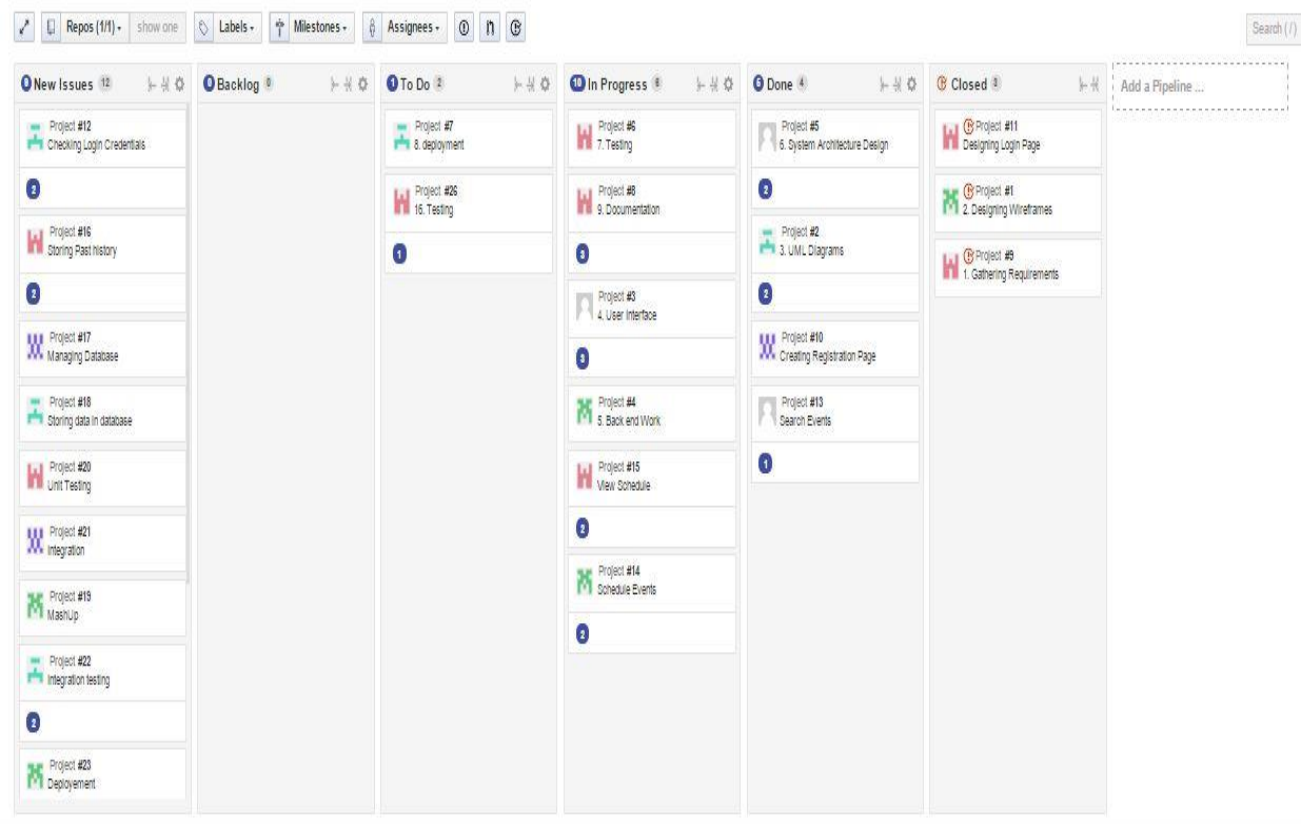 Repos (1/1) show one Labels Milestones Assignees Search (/)
9 New Issues 12
Project #12
Checking Login Credentials
2
Project #16
Storing Past history
2
Project #17
Managing Database
Project #18
Storing data in database
Project #20
Unit Testing
Project #21
Integration
Project #19
MashUp
Project #22
Integration testing
2
Project #23
Deployement
0 Backlog 0
1 To Do 2
Project #7
8. deployment
Project #26
16. Testing
1
10 In Progress 6
Project #6
7. Testing
Project #8
9. Documentation
3
Project #3
4. User Interface
3
Project #4
5. Back end Work
Project #15
View Schedule
2
Project #14
Schedule Events
2
5 Done 4
Project #5
6. System Architecture Design
2
Project #2
3. UML Diagrams
2
Project #10
Creating Registration Page
Project #13
Search Events
1
Closed 3
Project #11
Designing Login Page
Project #1
2. Designing Wireframes
Project #9
1. Gathering Requirements
Add a Pipeline ...